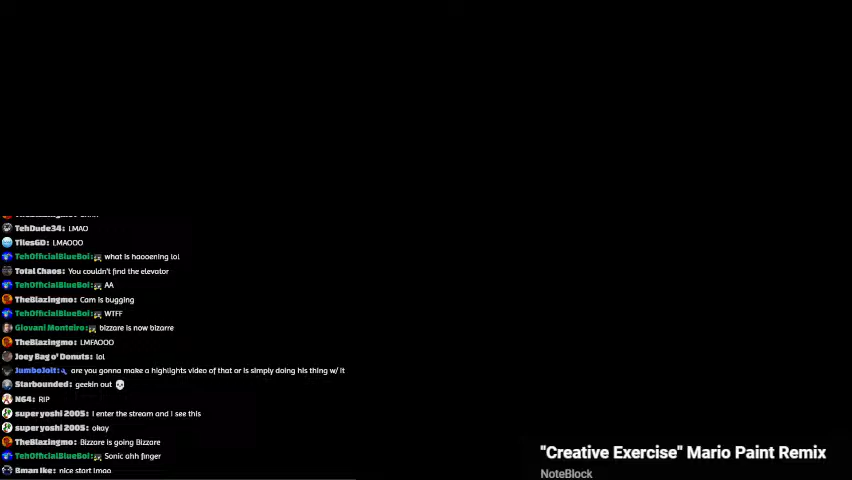 TehDude34: LMAO
TilesGD: LMAOOO
TehOfficialBlueBoi: what is haooening lol
Total Chaos: You couldn't find the elevator
TehOfficialBlueBoi: AA
TheBlazingmo: Cam is bugging
TehOfficialBlueBoi: WTFF
Giovani Monteiro: bizzare is now bizarre
TheBlazingmo: LMFAOOO
Joey Bag o' Donuts: lol
JumboJolt: are you gonna make a highlights video of that or is simply doing his thing w/ it
Starbounded: geekin out 💀
N64: RIP
super yoshi 2005: I enter the stream and I see this
super yoshi 2005: okay
TheBlazingmo: Bizzare is going Bizzare
TehOfficialBlueBoi: Sonic ahh finger
Bman Ike: nice start lmao
"Creative Exercise" Mario Paint Remix
NoteBlock